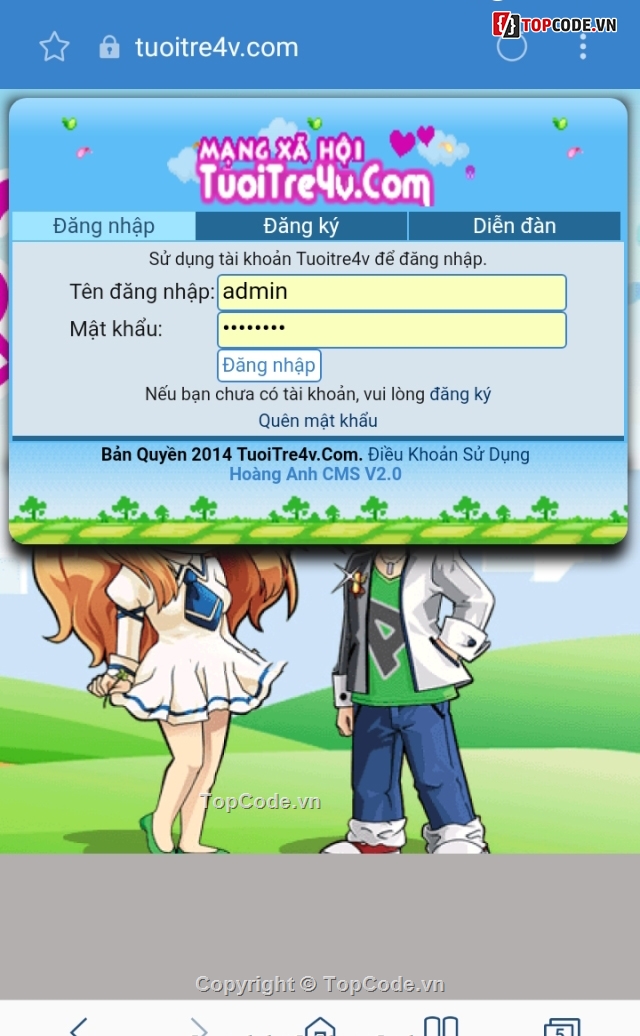 TOPCODE.VN
tuoitre4v.com
MẠNG XÃ HỘI
TuoiTre4v.Com
Đăng nhập
Đăng ký
Diễn đàn
Sử dụng tài khoản Tuoitre4v để đăng nhập.
Tên đăng nhập: admin
Mật khẩu: ••••••••
Đăng nhập
Nếu bạn chưa có tài khoản, vui lòng đăng ký
Quên mật khẩu
Bản Quyền 2014 TuoiTre4v.Com. Điều Khoản Sử Dụng
Hoàng Anh CMS V2.0
A
TopCode.vn
Copyright © TopCode.vn
5